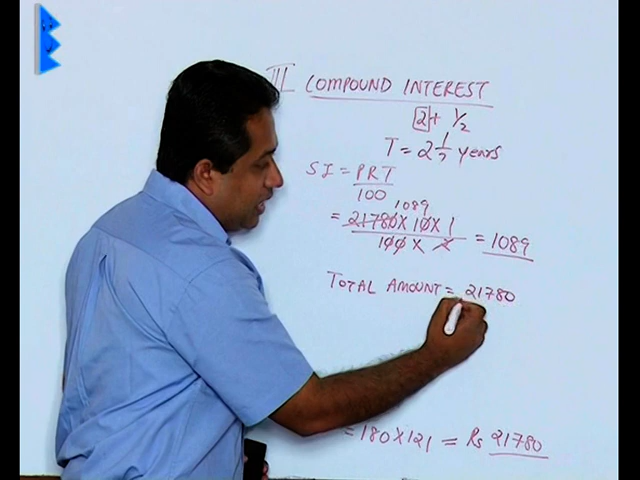 III COMPOUND INTEREST
2 + 1/2
T = 2 1/2 years
SI = PRT
100
1089
= 21780 X 10 X 1
100 X 2 = 1089
TOTAL AMOUNT = 21780
= 180 X 121 = Rs 21780